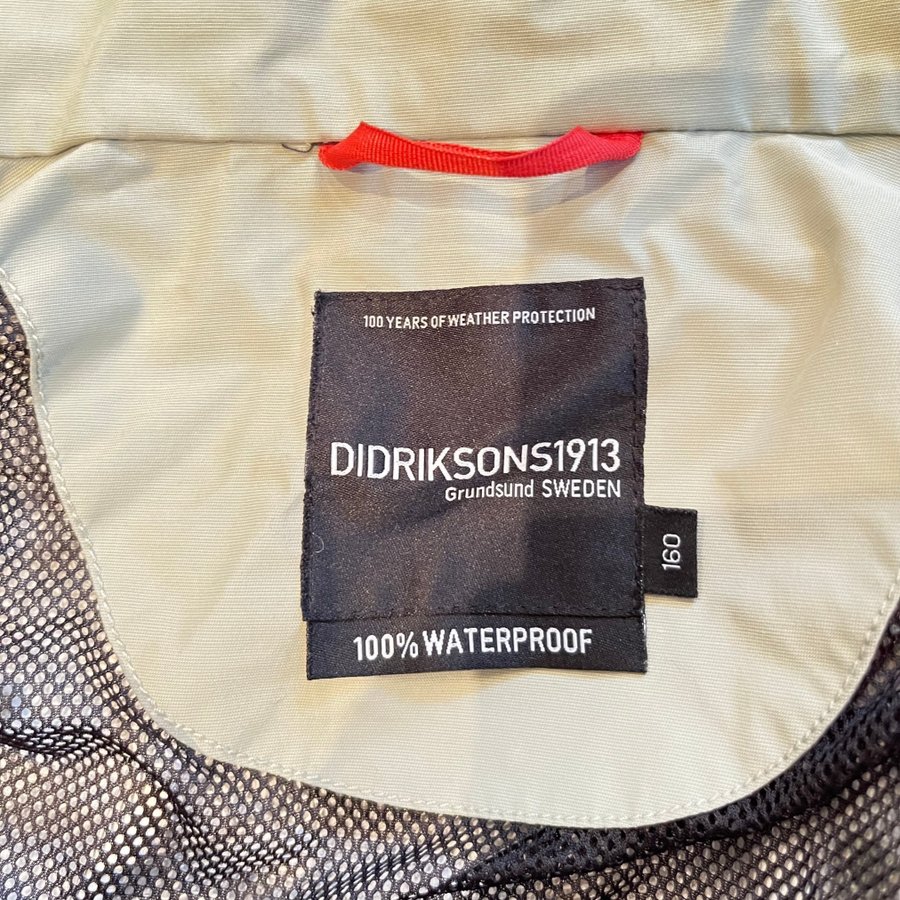 100 YEARS OF WEATHER PROTECTION
DIDRIKSONS1913
Grundsund SWEDEN
160
100% WATERPROOF